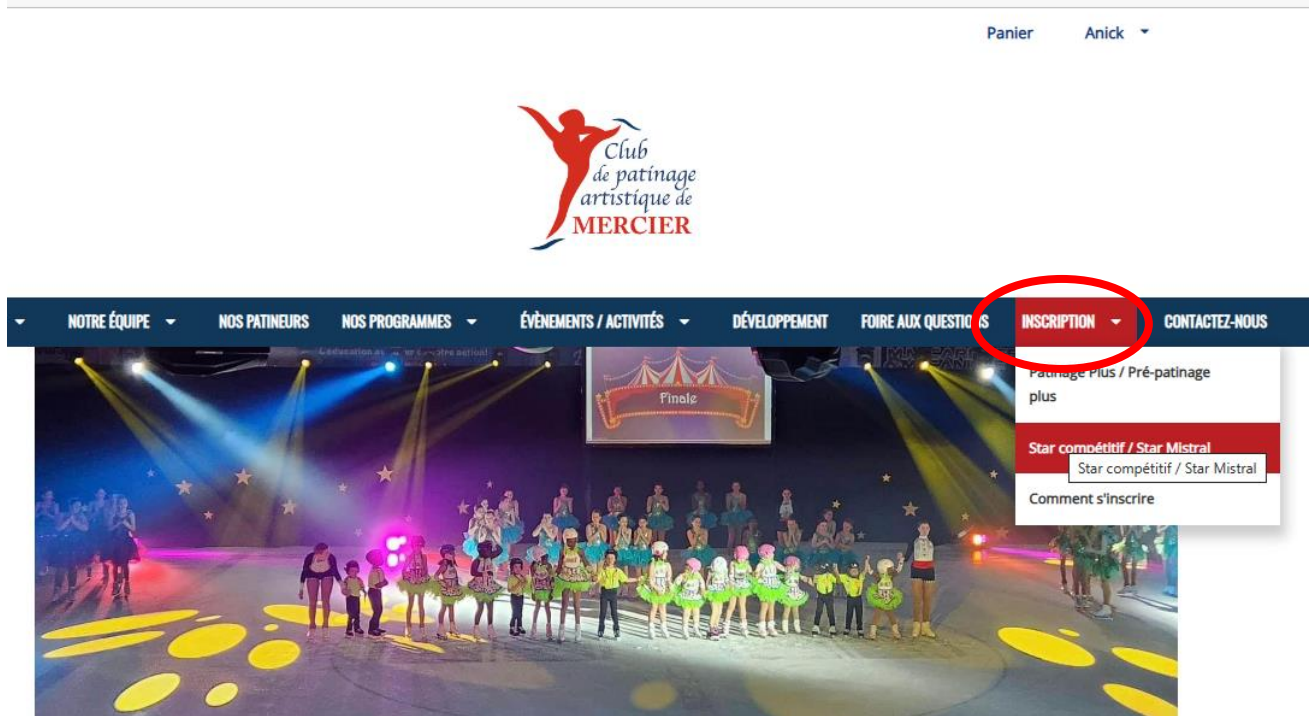 Panier Anick
Club
de patinage
artistique de
MERCIER
NOTRE ÉQUIPE NOS PATINEURS NOS PROGRAMMES ÉVÈNEMENTS / ACTIVITÉS DÉVELOPPEMENT FOIRE AUX QUESTIONS INSCRIPTION CONTACTEZ-NOUS
Patinage Plus / Pré-patinage
plus
Star compétitif / Star Mistral
Star compétitif / Star Mistral
Comment s'inscrire
Finale